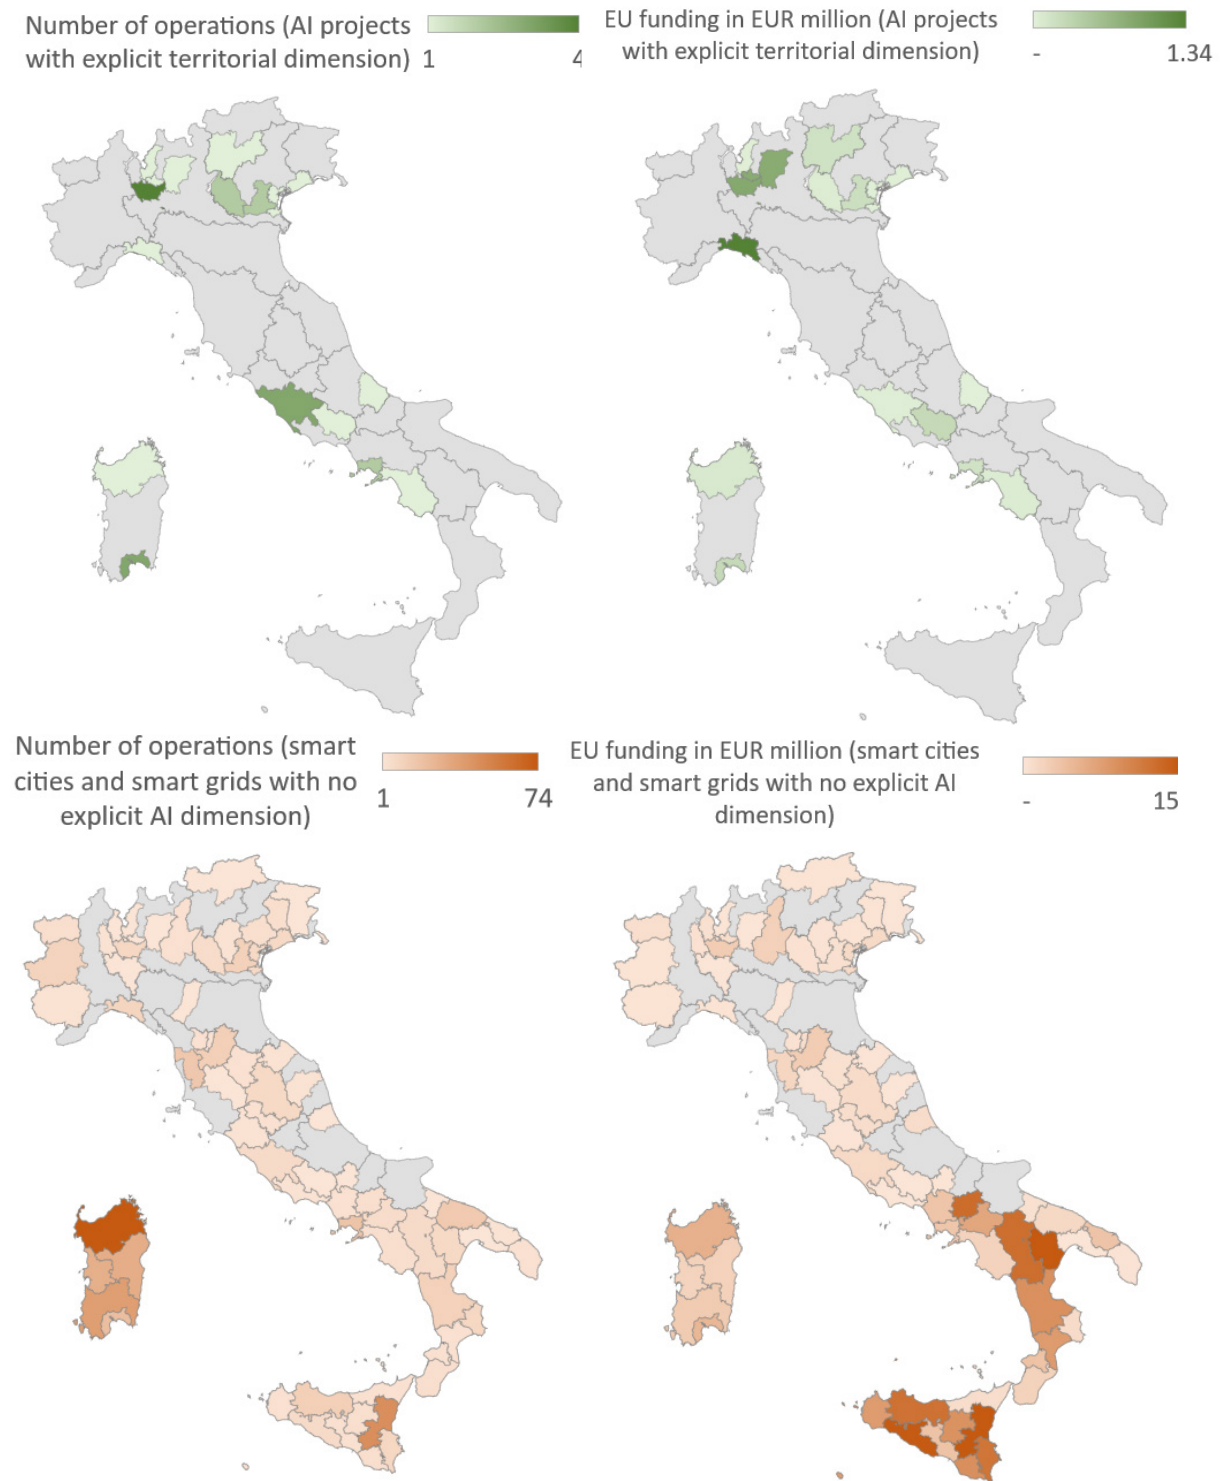 Number of operations (AI projects
with explicit territorial dimension)
1
4
EU funding in EUR million (AI projects
with explicit territorial dimension)
-
1.34
Number of operations (smart
cities and smart grids with no
explicit AI dimension)
1
74
EU funding in EUR million (smart cities
and smart grids with no explicit AI
dimension)
-
15